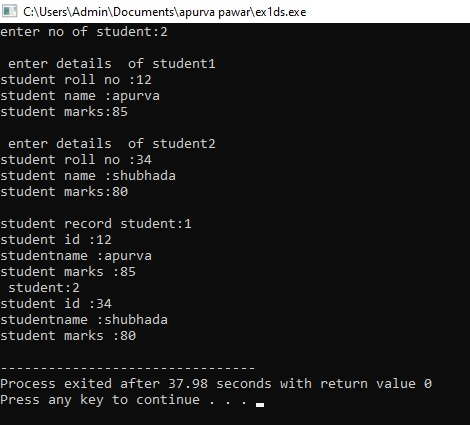 C:\Users\Admin\Documents\apurva pawar\ex1ds.exe
enter no of student:2
enter details  of student1
student roll no :12
student name :apurva
student marks:85
enter details  of student2
student roll no :34
student name :shubhada
student marks:80
student record student:1
student id :12
studentname :apurva
student marks :85
student:2
student id :34
studentname :shubhada
student marks :80
--------------------------------
Process exited after 37.98 seconds with return value 0
Press any key to continue . . .